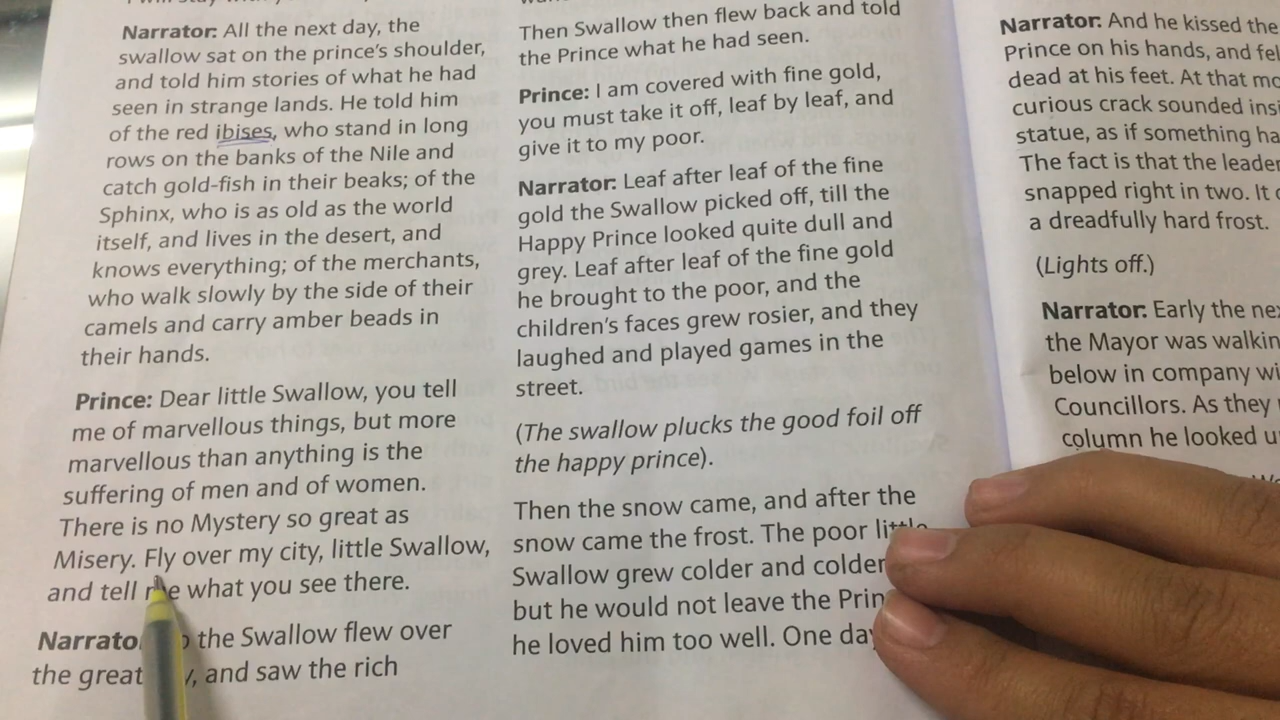 I will stay with you
Narrator: All the next day, the
swallow sat on the prince's shoulder,
and told him stories of what he had
seen in strange lands. He told him
of the red ibises, who stand in long
rows on the banks of the Nile and
catch gold-fish in their beaks; of the
Sphinx, who is as old as the world
itself, and lives in the desert, and
knows everything; of the merchants,
who walk slowly by the side of their
camels and carry amber beads in
their hands.
Prince: Dear little Swallow, you tell
me of marvellous things, but more
marvellous than anything is the
suffering of men and of women.
There is no Mystery so great as
Misery. Fly over my city, little Swallow,
and tell me what you see there.
Narrato the Swallow flew over
the great and saw the rich
Then Swallow then flew back and told
the Prince what he had seen.
Prince: I am covered with fine gold,
you must take it off, leaf by leaf, and
give it to my poor.
Narrator: Leaf after leaf of the fine
gold the Swallow picked off, till the
Happy Prince looked quite dull and
grey. Leaf after leaf of the fine gold
he brought to the poor, and the
children's faces grew rosier, and they
laughed and played games in the
street.
(The swallow plucks the good foil off
the happy prince).
Then the snow came, and after the
snow came the frost. The poor little
Swallow grew colder and colder
but he would not leave the Prin
he loved him too well. One day
Narrator: And he kissed the
Prince on his hands, and fel
dead at his feet. At that mo
curious crack sounded insi
statue, as if something ha
The fact is that the leader
snapped right in two. It
a dreadfully hard frost.
(Lights off.)
Narrator: Early the ne
the Mayor was walkin
below in company wi
Councillors. As they
column he looked u